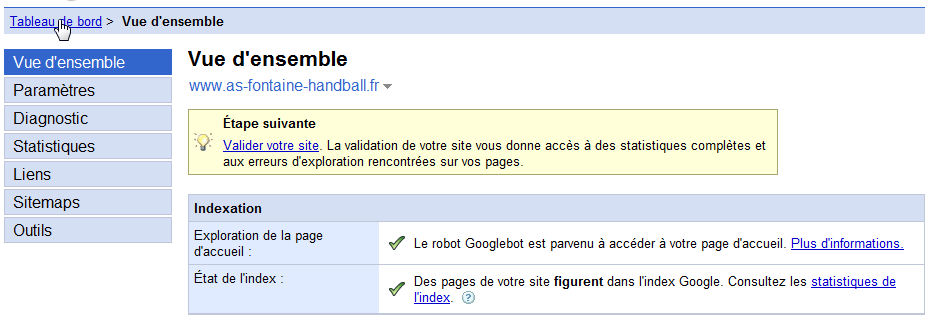 Tableau de bord > Vue d'ensemble
Vue d'ensemble
Paramètres
Diagnostic
Statistiques
Liens
Sitemaps
Outils
Vue d'ensemble
www.as-fontaine-handball.fr
Étape suivante
Valider votre site. La validation de votre site vous donne accès à des statistiques complètes et
aux erreurs d'exploration rencontrées sur vos pages.
Indexation
Exploration de la page
d'accueil :
Le robot Googlebot est parvenu à accéder à votre page d'accueil. Plus d'informations.
État de l'index :
Des pages de votre site figurent dans l'index Google. Consultez les statistiques de
l'index. ?